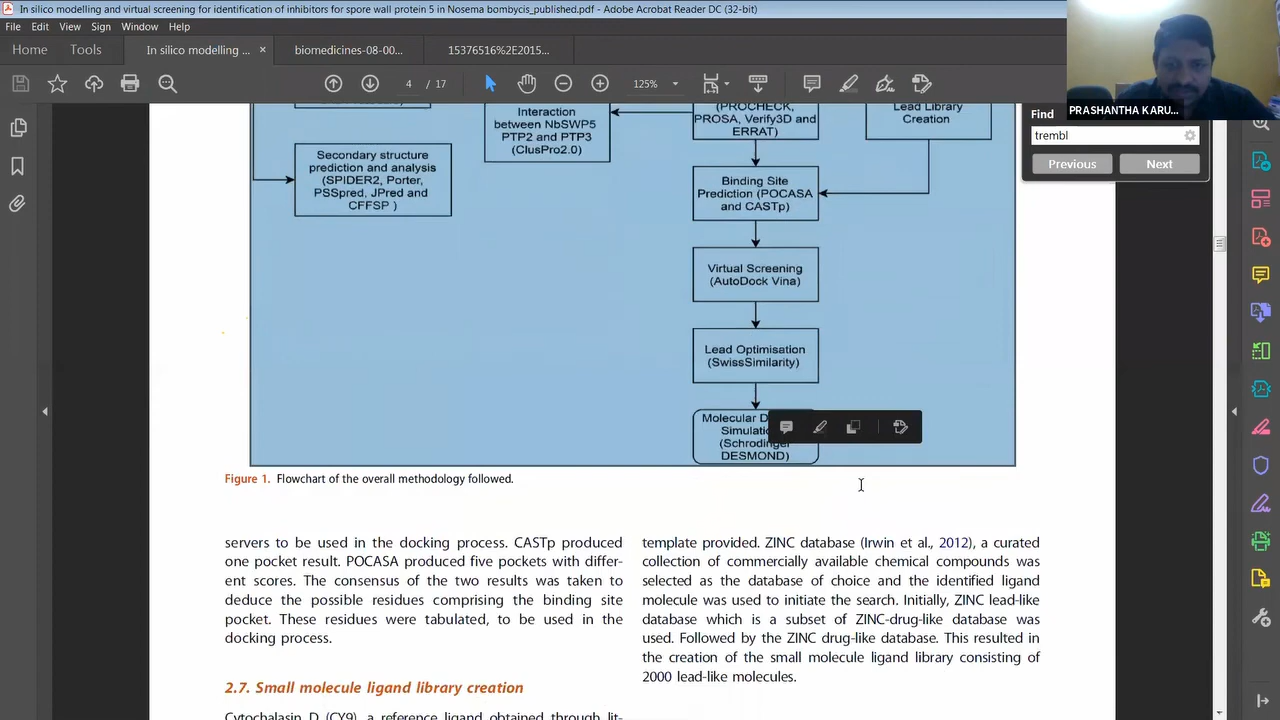 In silico modelling and virtual screening for identification of inhibitors for spore wall protein 5 in Nosema bombycis_published.pdf - Adobe Acrobat Reader DC (32-bit)
File Edit View Sign Window Help
Home Tools In silico modelling ... × biomedicines-08-00... 15376516%2E2015...
4 / 17 125%
PRASHANTHA KARU...
Find
trembl
Previous Next
Interaction
between NbSWP5
PTP2 and PTP3
(ClusPro2.0)
(PROCHECK,
PROSA, Verify3D and
ERRAT)
Lead Library
Creation
Secondary structure
prediction and analysis
(SPIDER2, Porter,
PSSpred, JPred and
CFFSP )
Binding Site
Prediction (POCASA
and CASTp)
Virtual Screening
(AutoDock Vina)
Lead Optimisation
(SwissSimilarity)
Molecular D
Simulatio
(Schrodinger
DESMOND)
Figure 1. Flowchart of the overall methodology followed.
servers to be used in the docking process. CASTp produced
one pocket result. POCASA produced five pockets with differ-
ent scores. The consensus of the two results was taken to
deduce the possible residues comprising the binding site
pocket. These residues were tabulated, to be used in the
docking process.
2.7. Small molecule ligand library creation
Cytochalasin D (CY9), a reference ligand obtained through lit-
template provided. ZINC database (Irwin et al., 2012), a curated
collection of commercially available chemical compounds was
selected as the database of choice and the identified ligand
molecule was used to initiate the search. Initially, ZINC lead-like
database which is a subset of ZINC-drug-like database was
used. Followed by the ZINC drug-like database. This resulted in
the creation of the small molecule ligand library consisting of
2000 lead-like molecules.